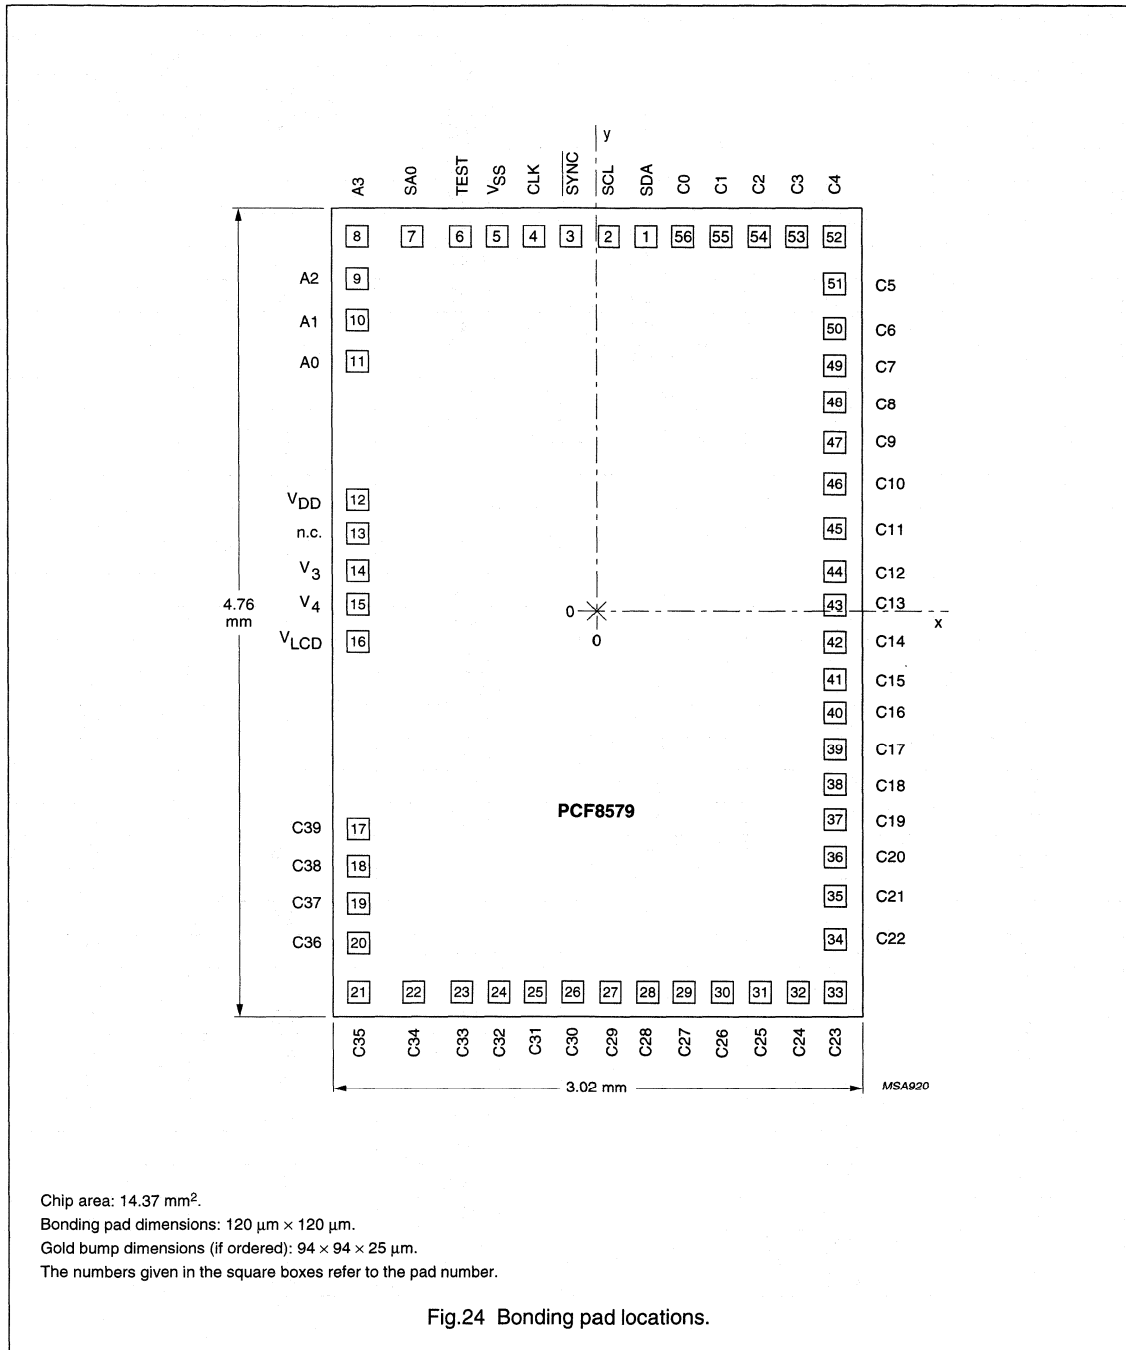 y
A3 SA0 TEST VSS CLK SYNC SCL SDA C0 C1 C2 C3 C4
8 7 6 5 4 3 2 1 56 55 54 53 52
A2 9 51 C5
A1 10 50 C6
A0 11 49 C7
48 C8
47 C9
46 C10
VDD 12
n.c. 13 45 C11
V3 14 44 C12
4.76 mm
V4 15 43 C13
0 x
0
VLCD 16 42 C14
41 C15
40 C16
39 C17
38 C18
PCF8579
37 C19
C39 17
36 C20
C38 18
35 C21
C37 19
34 C22
C36 20
21 22 23 24 25 26 27 28 29 30 31 32 33
C35 C34 C33 C32 C31 C30 C29 C28 C27 C26 C25 C24 C23
3.02 mm
MSA920
Chip area: 14.37 mm².
Bonding pad dimensions: 120 µm × 120 µm.
Gold bump dimensions (if ordered): 94 × 94 × 25 µm.
The numbers given in the square boxes refer to the pad number.
Fig.24 Bonding pad locations.